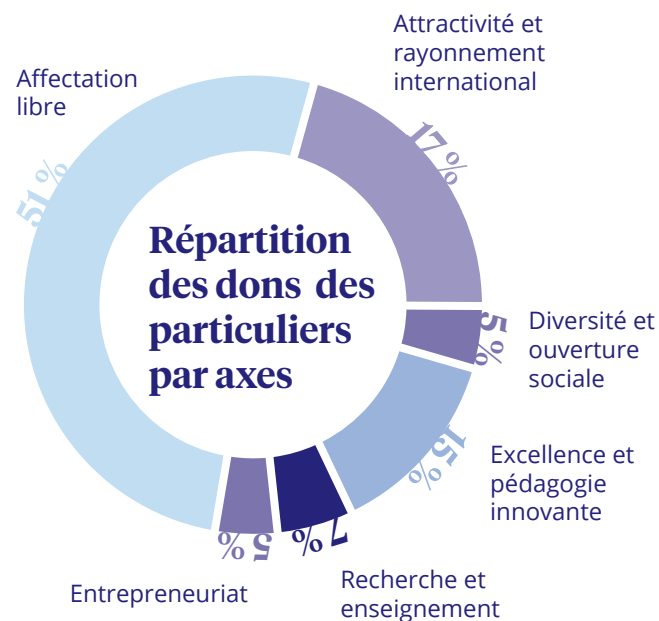 Attractivité et
rayonnement
international
17%
Affectation
libre
51%
Répartition
des dons des
particuliers
par axes
5%
Diversité et
ouverture
sociale
15%
Excellence et
pédagogie
innovante
7%
Recherche et
enseignement
5%
Entrepreneuriat